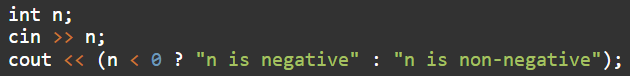 int n;
cin >> n;
cout << (n < 0 ? "n is negative" : "n is non-negative");